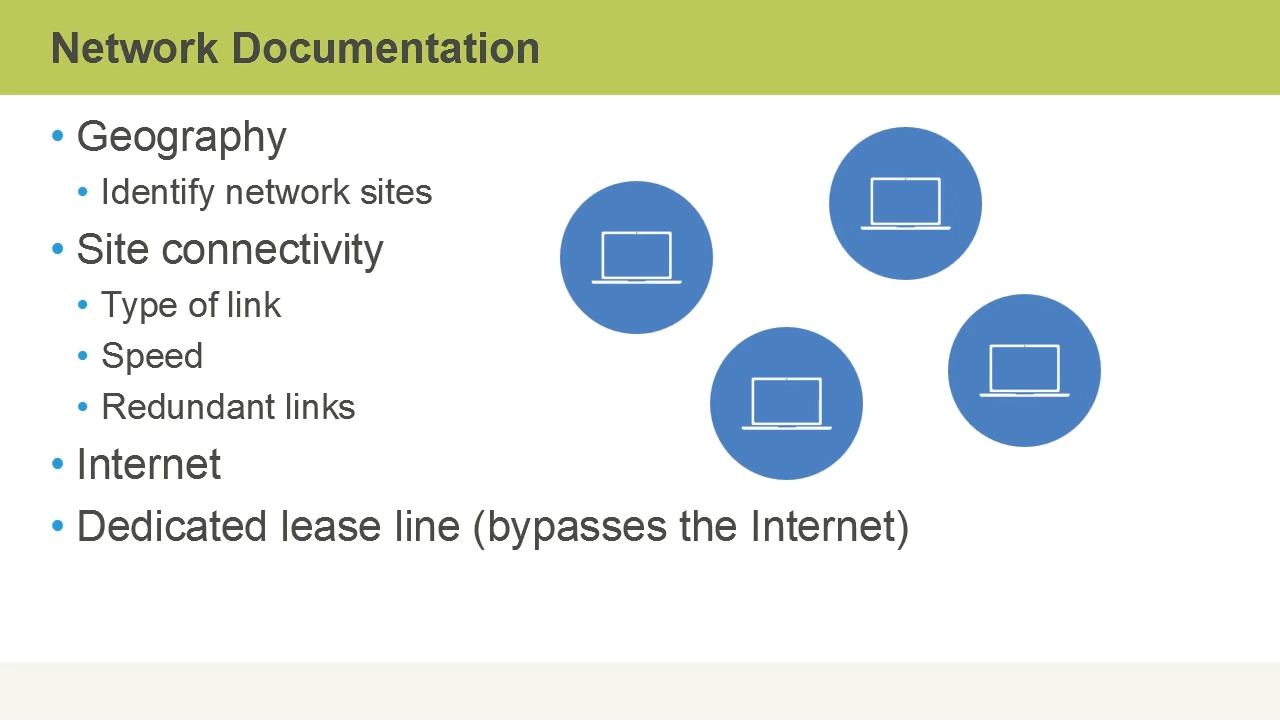 Network Documentation
• Geography
• Identify network sites
• Site connectivity
• Type of link
• Speed
• Redundant links
• Internet
• Dedicated lease line (bypasses the Internet)